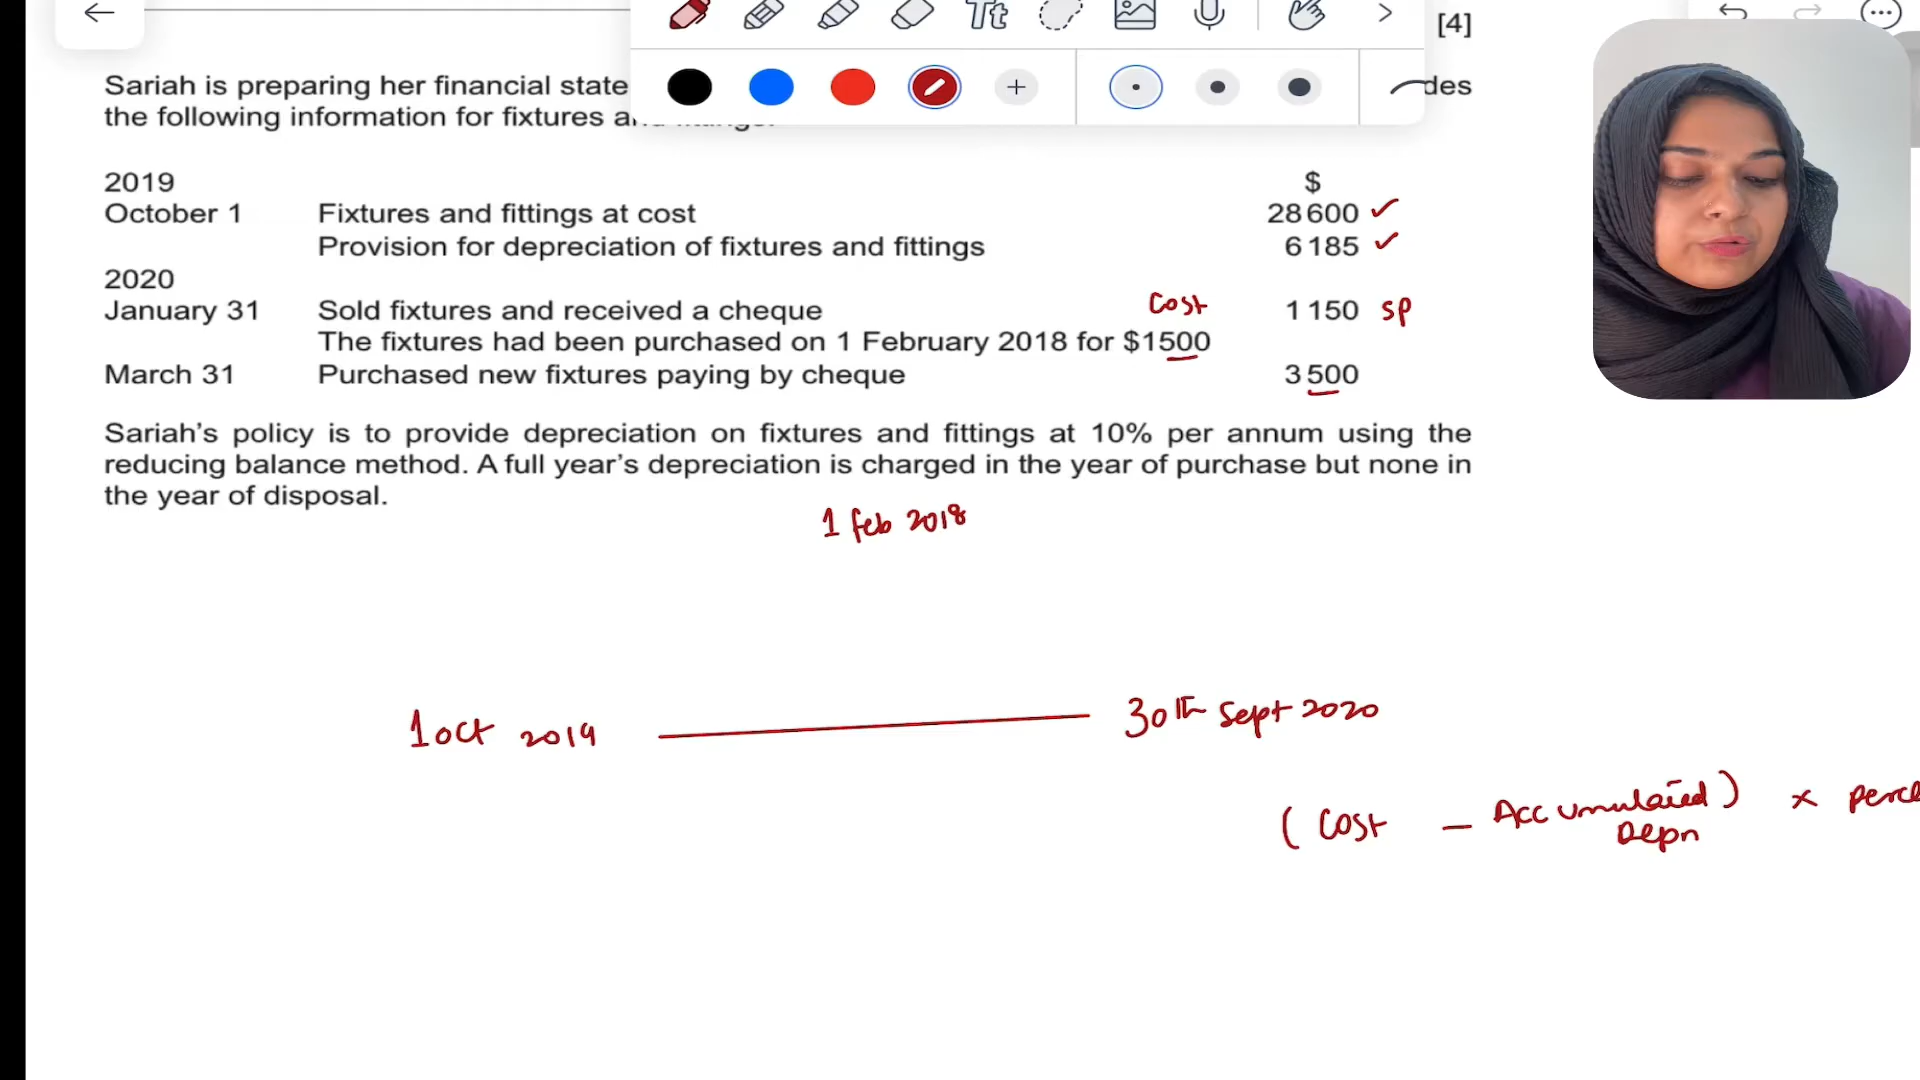 [4]
Tt
Sariah is preparing her financial state des
the following information for fixtures and fittings.
2019 $
October 1 Fixtures and fittings at cost 28 600 ✓
Provision for depreciation of fixtures and fittings 6 185 ✓
2020
January 31 Sold fixtures and received a cheque cost 1 150 SP
The fixtures had been purchased on 1 February 2018 for $1500
March 31 Purchased new fixtures paying by cheque 3 500
Sariah’s policy is to provide depreciation on fixtures and fittings at 10% per annum using the
reducing balance method. A full year’s depreciation is charged in the year of purchase but none in
the year of disposal.
1 feb 2018
1 oct 2019 30th Sept 2020
( Cost – Accumulated ) × perce
Depn